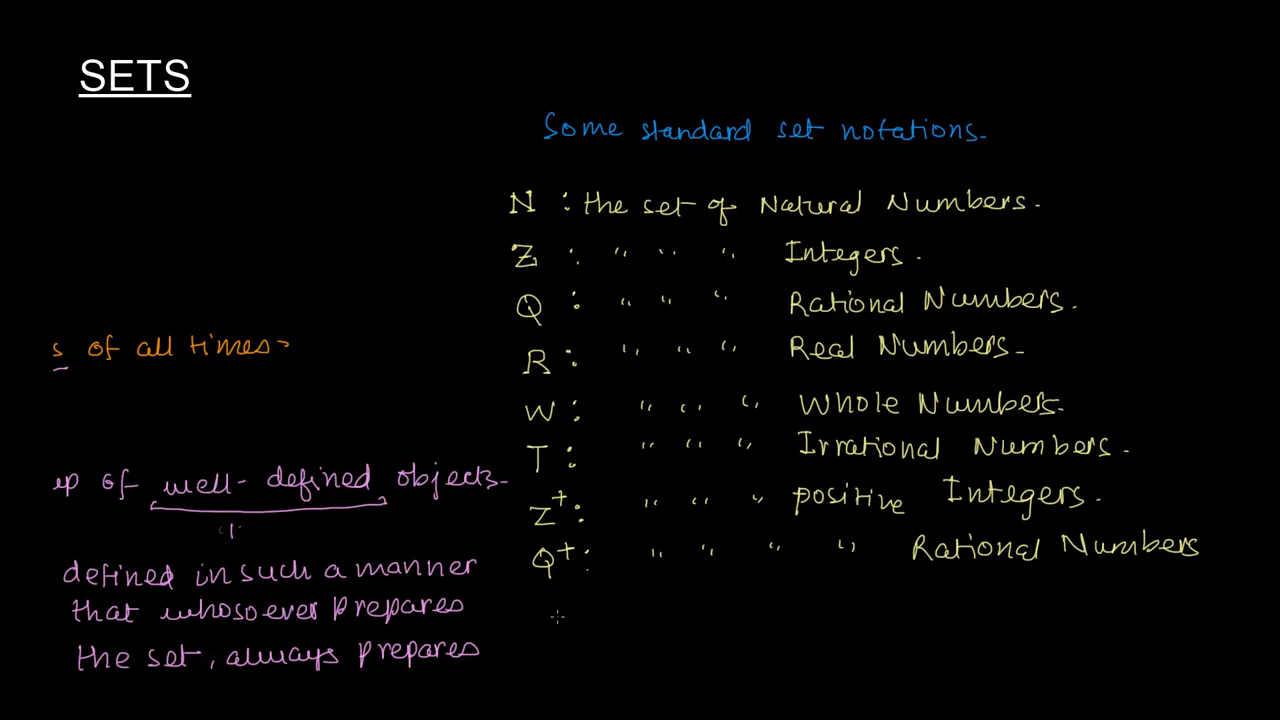 SETS
Some standard set notations.
N : the set of Natural Numbers.
Z : " " " Integers.
Q : " " " Rational Numbers.
R : " " " Real Numbers.
W : " " " Whole Numbers.
T : " " " Irrational Numbers.
Z+ : " " " positive Integers.
Q+ : " " " " Rational Numbers
s of all times-
up of well-defined objects.
defined in such a manner
that whosoever prepares
the set, always prepares